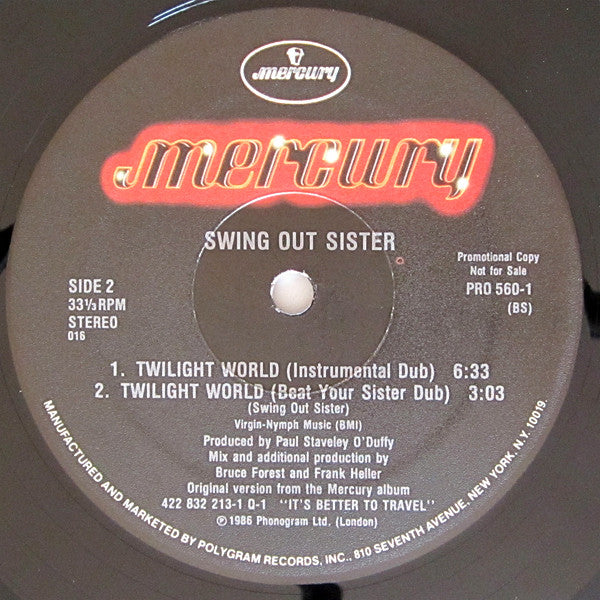 mercury
mercury
SWING OUT SISTER
Promotional Copy
Not for Sale
SIDE 2
33⅓ RPM
STEREO
016
PRO 560-1
(BS)
1. TWILIGHT WORLD (Instrumental Dub) 6:33
2. TWILIGHT WORLD (Beat Your Sister Dub) 3:03
(Swing Out Sister)
Virgin-Nymph Music (BMI)
Produced by Paul Staveley O'Duffy
Mix and additional production by
Bruce Forest and Frank Heller
Original version from the Mercury album
422 832 213-1 Q-1 "IT'S BETTER TO TRAVEL"
℗ 1986 Phonogram Ltd. (London)
MANUFACTURED AND MARKETED BY POLYGRAM RECORDS, INC., 810 SEVENTH AVENUE, NEW YORK, N.Y. 10019.